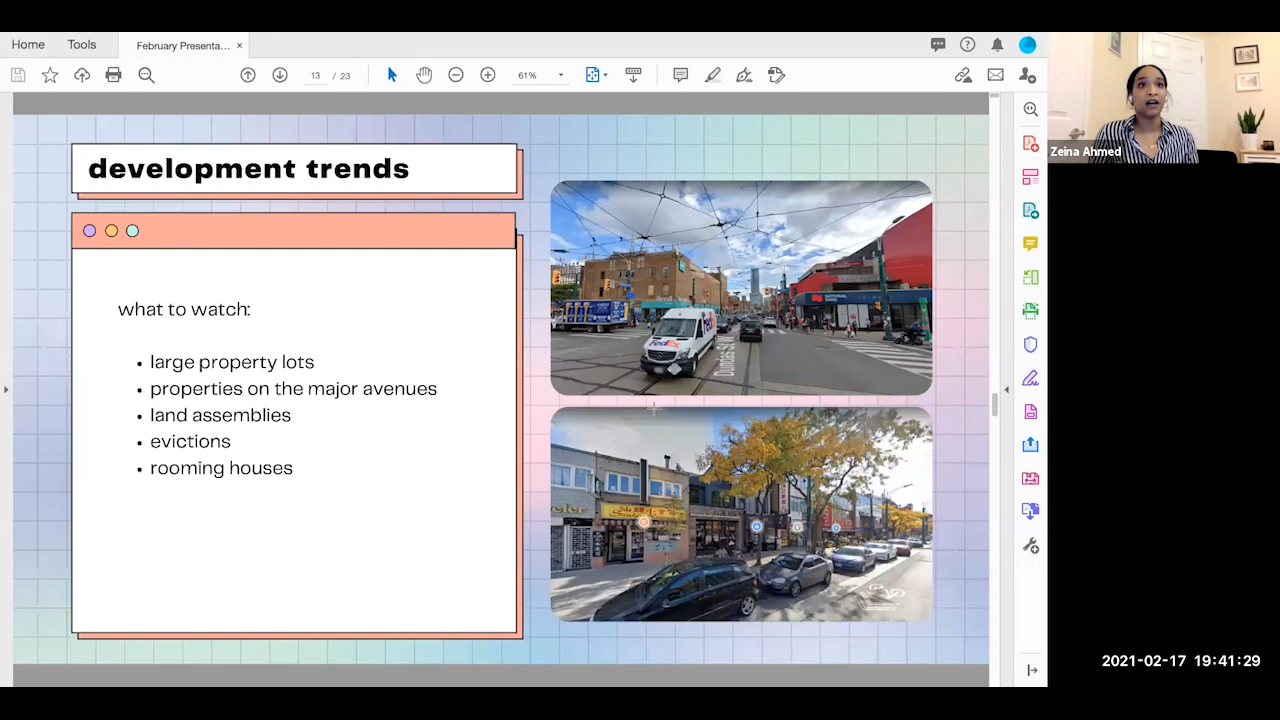 Home
Tools
February Presenta...
13 / 23
61%
Zeina Ahmed
development trends
what to watch:
• large property lots
• properties on the major avenues
• land assemblies
• evictions
• rooming houses
FedEx
Dundas St W
NATIONAL
BANK
2021-02-17 19:41:29